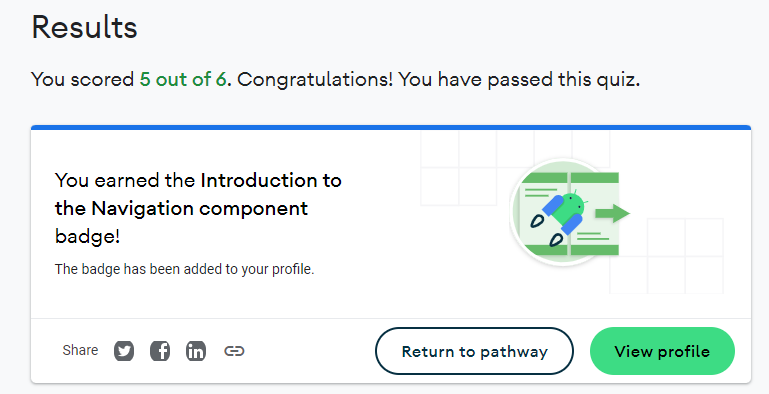 Results
You scored 5 out of 6. Congratulations! You have passed this quiz.
You earned the Introduction to
the Navigation component
badge!
The badge has been added to your profile.
Share
Return to pathway
View profile